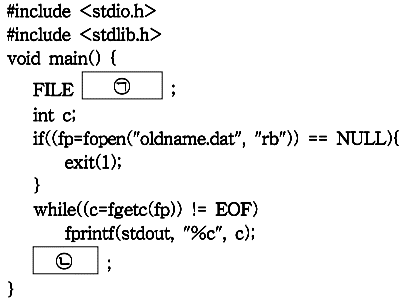 #include <stdio.h>
#include <stdlib.h>
void main() {
FILE ㉠ ;
int c;
if((fp=fopen("oldname.dat", "rb")) == NULL){
exit(1);
}
while((c=fgetc(fp)) != EOF)
fprintf(stdout, "%c", c);
㉡ ;
}